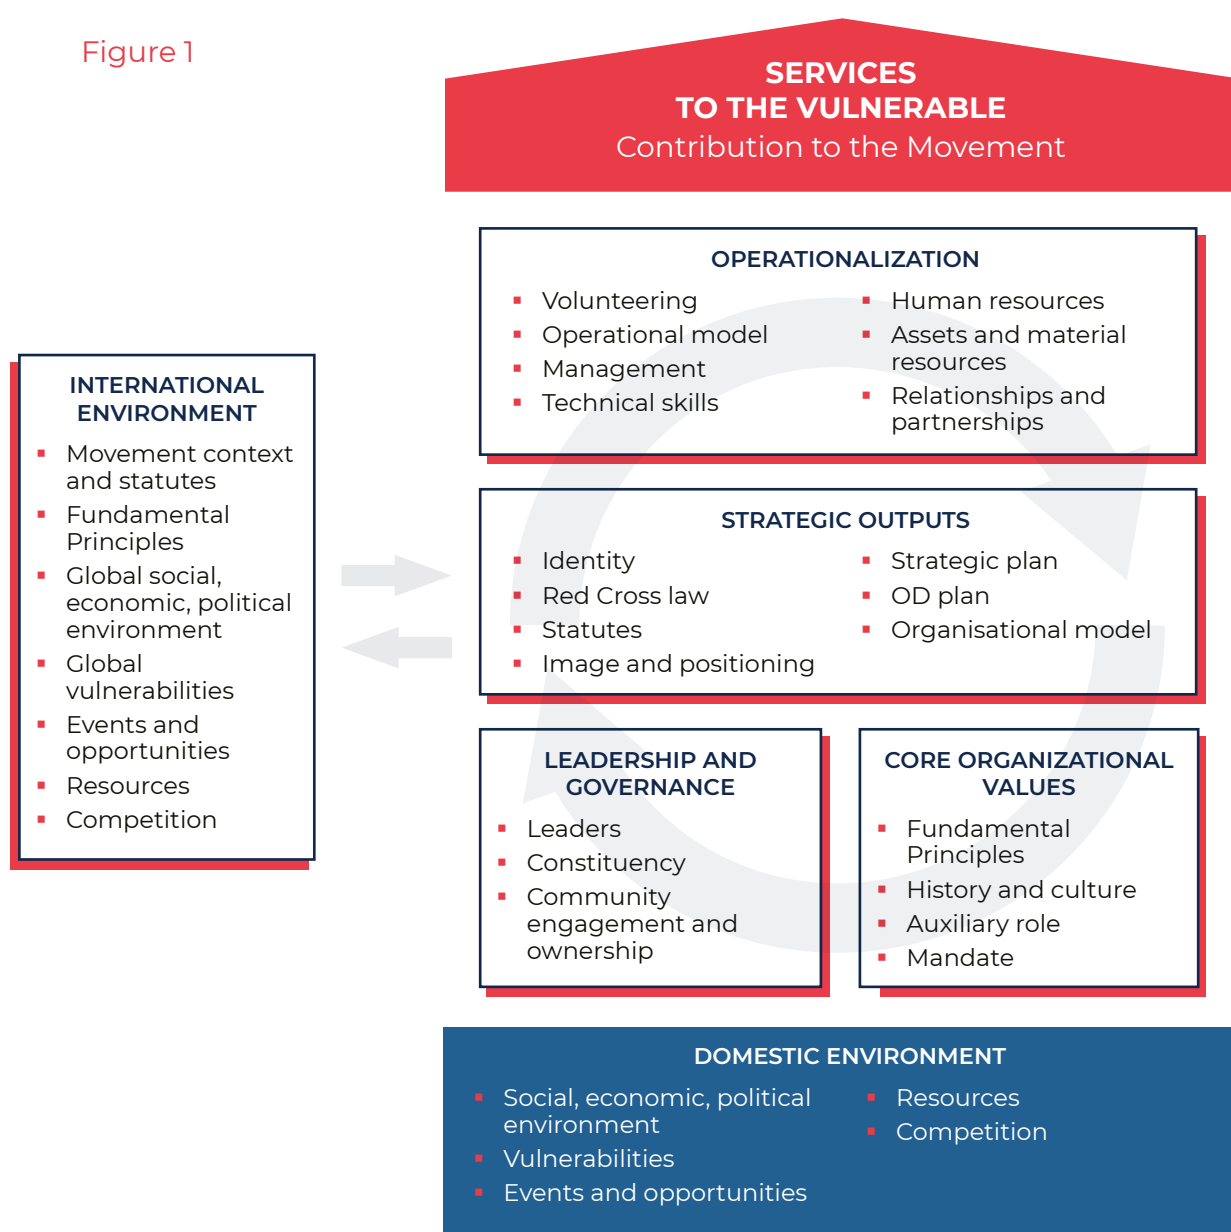 Figure 1
SERVICES
TO THE VULNERABLE
Contribution to the Movement
OPERATIONALIZATION
▪ Volunteering
▪ Operational model
▪ Management
▪ Technical skills
▪ Human resources
▪ Assets and material
resources
▪ Relationships and
partnerships
INTERNATIONAL
ENVIRONMENT
▪ Movement context
and statutes
▪ Fundamental
Principles
▪ Global social,
economic, political
environment
▪ Global
vulnerabilities
▪ Events and
opportunities
▪ Resources
▪ Competition
STRATEGIC OUTPUTS
▪ Identity
▪ Red Cross law
▪ Statutes
▪ Image and positioning
▪ Strategic plan
▪ OD plan
▪ Organisational model
LEADERSHIP AND
GOVERNANCE
▪ Leaders
▪ Constituency
▪ Community
engagement and
ownership
CORE ORGANIZATIONAL
VALUES
▪ Fundamental
Principles
▪ History and culture
▪ Auxiliary role
▪ Mandate
DOMESTIC ENVIRONMENT
▪ Social, economic, political
environment
▪ Vulnerabilities
▪ Events and opportunities
▪ Resources
▪ Competition